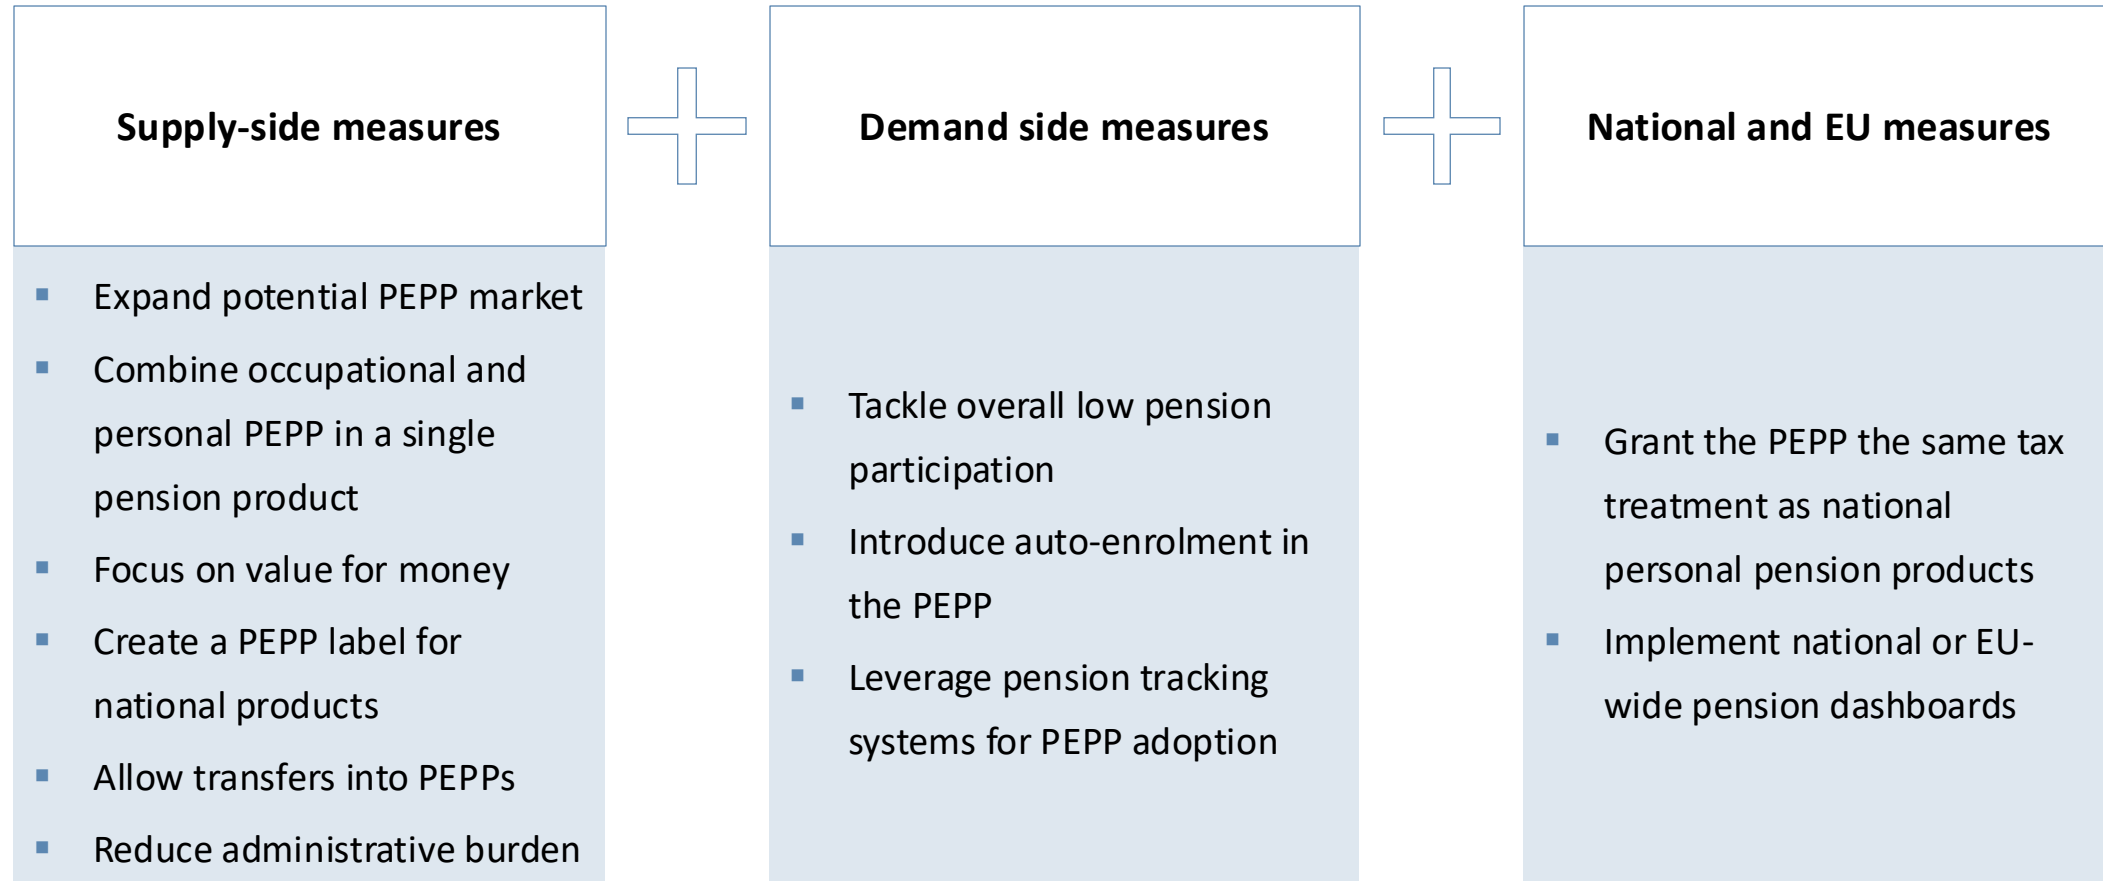 Supply-side measures
Expand potential PEPP market
Combine occupational and
personal PEPP in a single
pension product
Focus on value for money
Create a PEPP label for
national products
Allow transfers into PEPPs
Reduce administrative burden
Demand side measures
Tackle overall low pension
participation
Introduce auto-enrolment in
the PEPP
Leverage pension tracking
systems for PEPP adoption
National and EU measures
Grant the PEPP the same tax
treatment as national
personal pension products
Implement national or EU-
wide pension dashboards